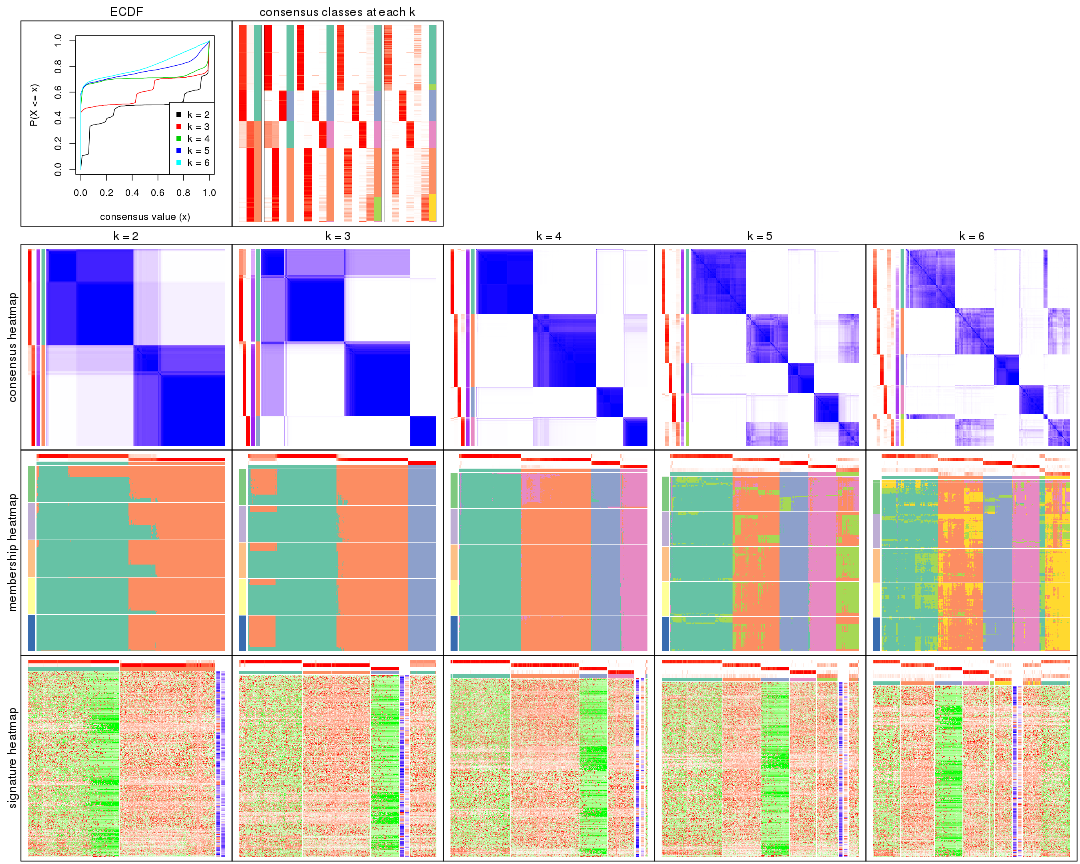 ECDF
consensus classes at each k
P(X <= x)
0.0 0.2 0.4 0.6 0.8 1.0
k = 2
k = 3
k = 4
k = 5
k = 6
0.0 0.2 0.4 0.6 0.8 1.0
consensus value (x)
k = 2 k = 3 k = 4 k = 5 k = 6
consensus heatmap
membership heatmap
signature heatmap